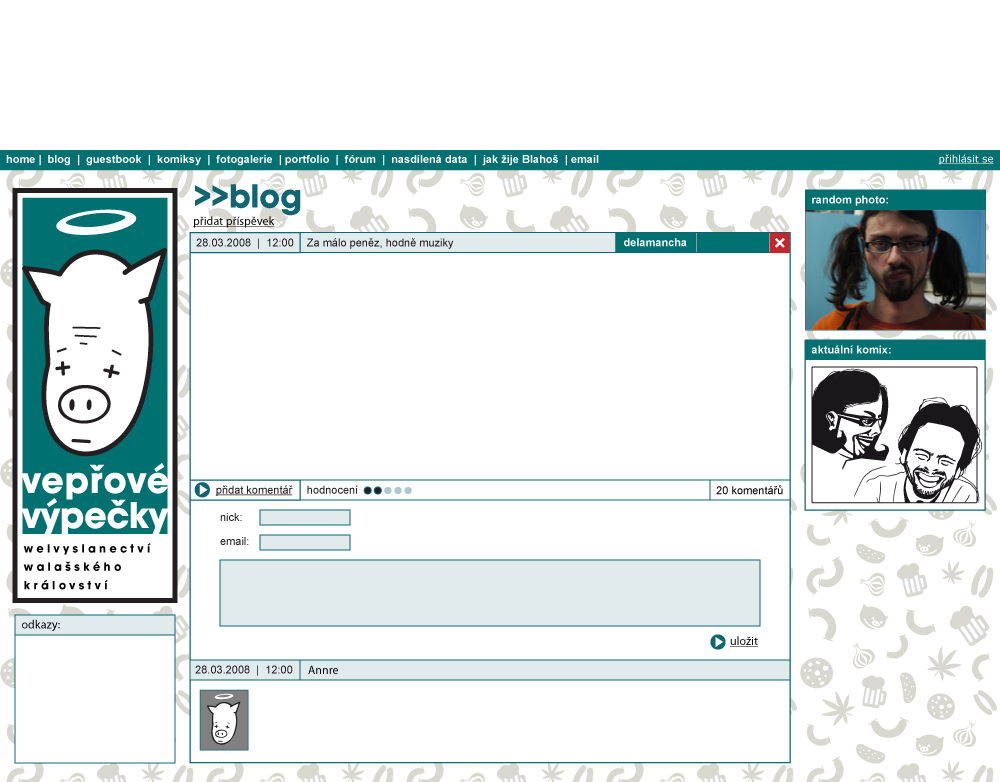 home | blog | guestbook | komiksy | fotogalerie | portfolio | fórum | nasdílená data | jak žije Blahoš | email
přihlásit se
vepřové
výpečky
welvyslanectví
walašského
království
odkazy:
>>blog
přidat příspěvek
28.03.2008 | 12:00 Za málo peněz, hodně muziky delamancha
přidat komentář hodnocení 20 komentářů
nick:
email:
uložit
28.03.2008 | 12:00 Annre
random photo:
aktuální komix: